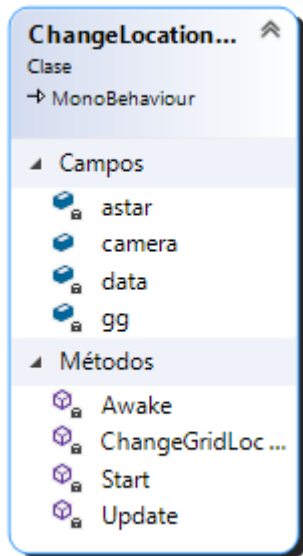 ChangeLocation...
Clase
MonoBehaviour
Campos
astar
camera
data
gg
Métodos
Awake
ChangeGridLoc ...
Start
Update